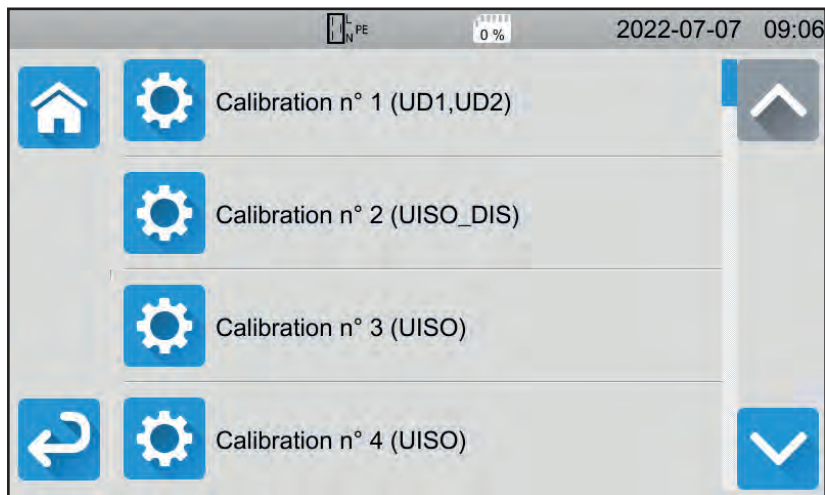 L
N PE
0 %
2022-07-07 09:06
Calibration n° 1 (UD1,UD2)
Calibration n° 2 (UISO_DIS)
Calibration n° 3 (UISO)
Calibration n° 4 (UISO)